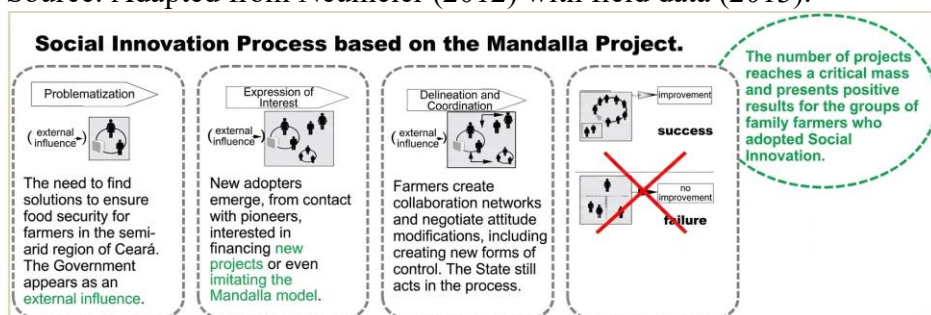 Source: Adapted from Neumeier (2012) with field data (2015).
Social Innovation Process based on the Mandalla Project.
Problematization
(external
influence)
The need to find
solutions to ensure
food security for
farmers in the semi-
arid region of Ceará.
The Government
appears as an
external influence.
Expression of
Interest
(external
influence)
New adopters
emerge, from contact
with pioneers,
interested in
financing new
projects or even
imitating the
Mandalla model.
Delineation and
Coordination
(external
influence)
Farmers create
collaboration networks
and negotiate attitude
modifications, including
creating new forms of
control. The State still
acts in the process.
improvement
success
no
improvement
failure
The number of projects
reaches a critical mass
and presents positive
results for the groups of
family farmers who
adopted Social
Innovation.